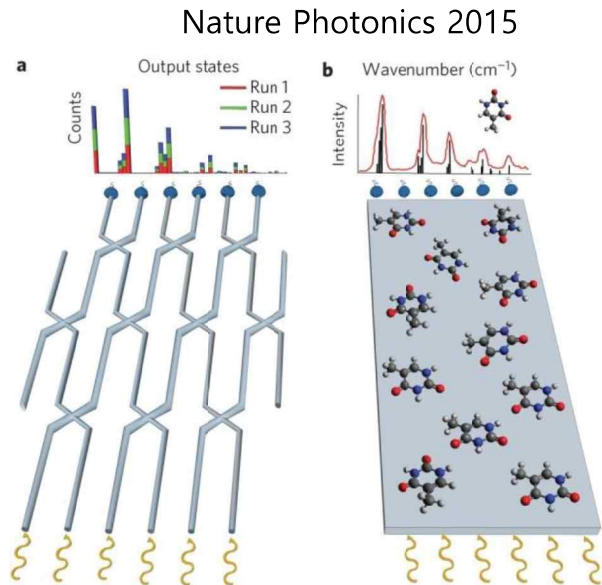 Nature Photonics 2015
a
Output states
Counts
Run 1
Run 2
Run 3
b
Wavenumber (cm⁻¹)
Intensity